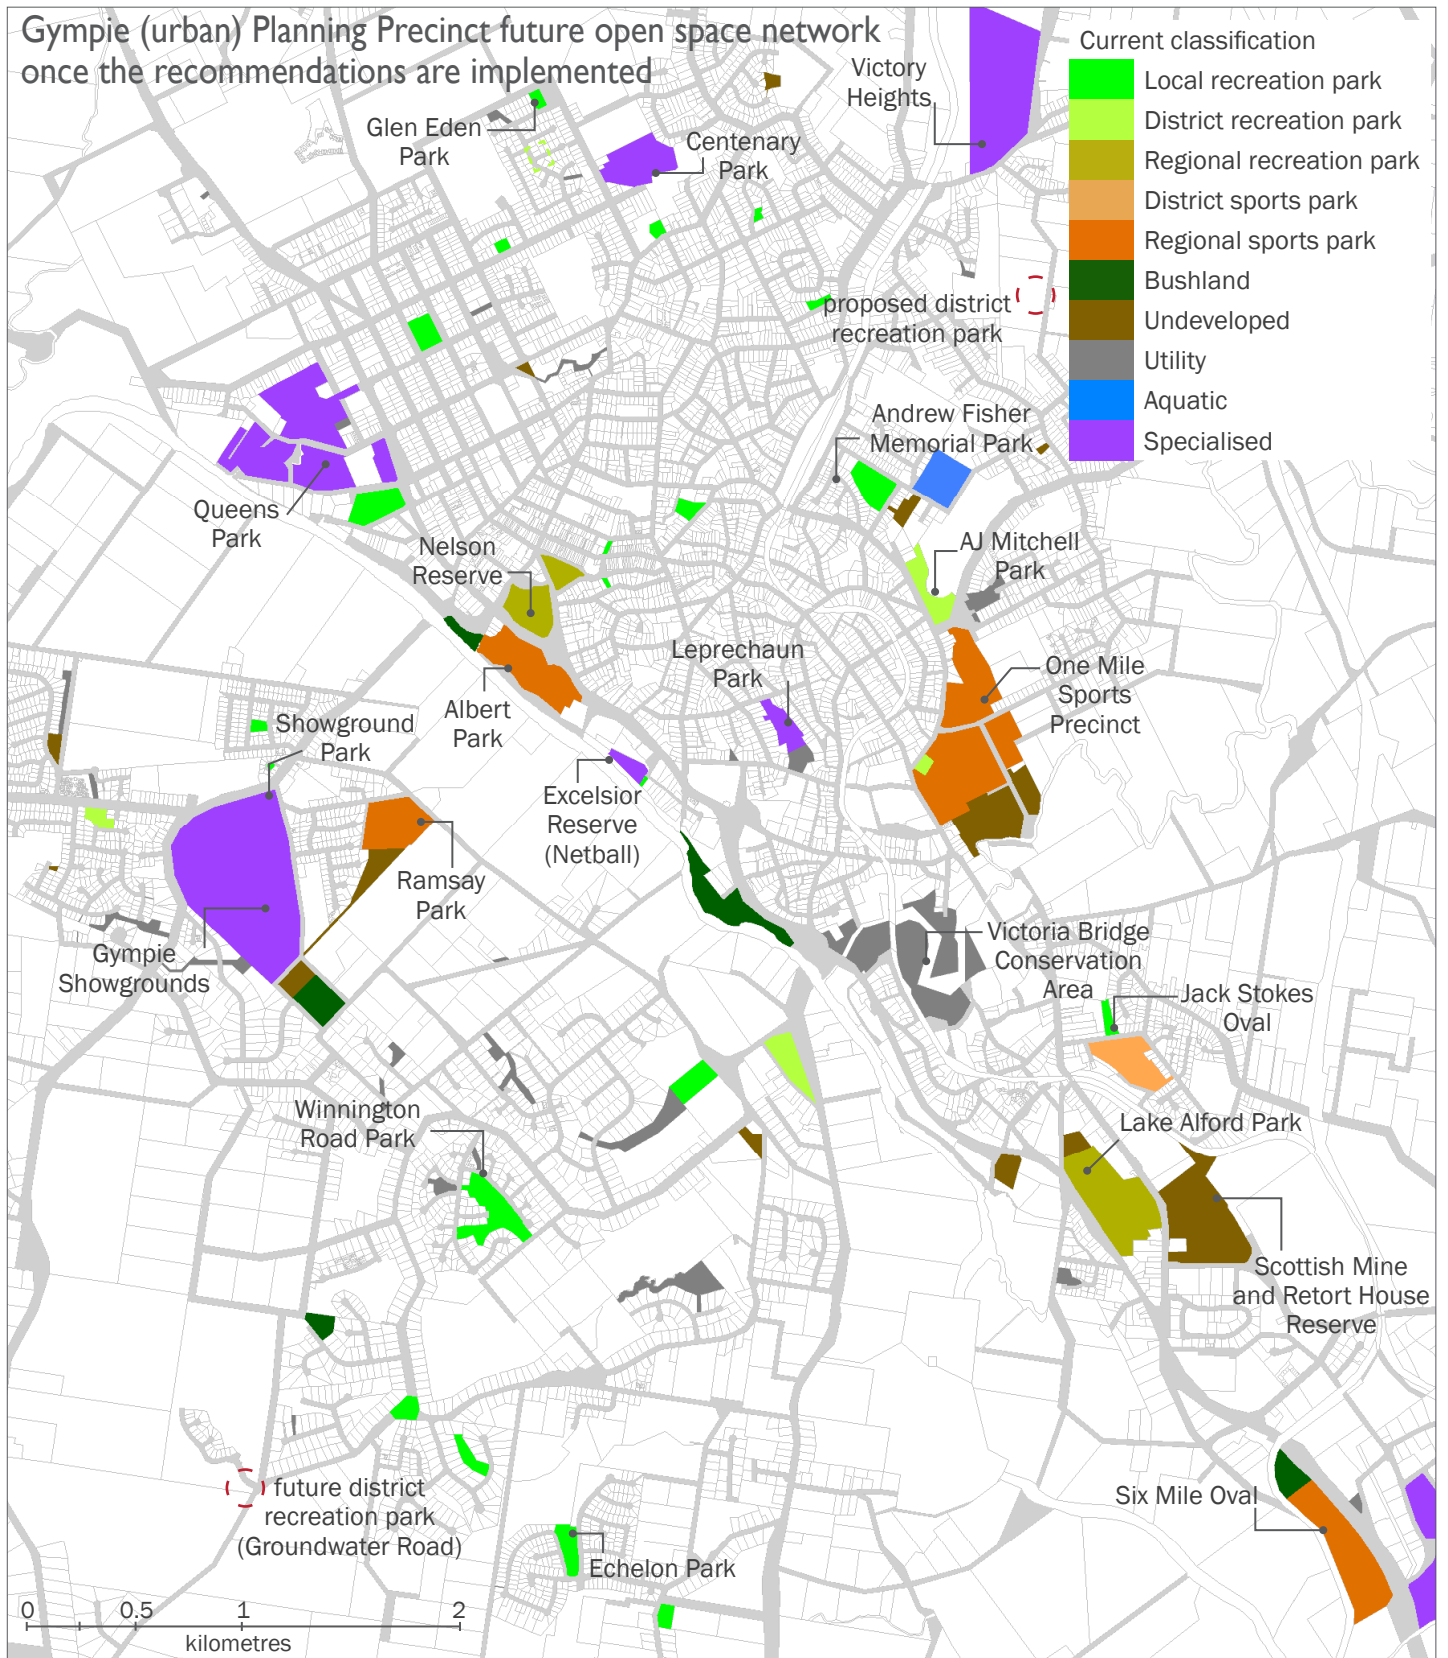 Gympie (urban) Planning Precinct future open space network
once the recommendations are implemented
Current classification
Local recreation park
District recreation park
Regional recreation park
District sports park
Regional sports park
Bushland
Undeveloped
Utility
Aquatic
Specialised
Victory
Heights
Glen Eden
Park
Centenary
Park
proposed district
recreation park
Andrew Fisher
Memorial Park
Queens
Park
Nelson
Reserve
AJ Mitchell
Park
Leprechaun
Park
One Mile
Sports
Precinct
Albert
Park
Showground
Park
Excelsior
Reserve
(Netball)
Ramsay
Park
Gympie
Showgrounds
Victoria Bridge
Conservation
Area
Jack Stokes
Oval
Winnington
Road Park
Lake Alford Park
Scottish Mine
and Retort House
Reserve
future district
recreation park
(Groundwater Road)
Six Mile Oval
Echelon Park
0 0.5 1 2
kilometres